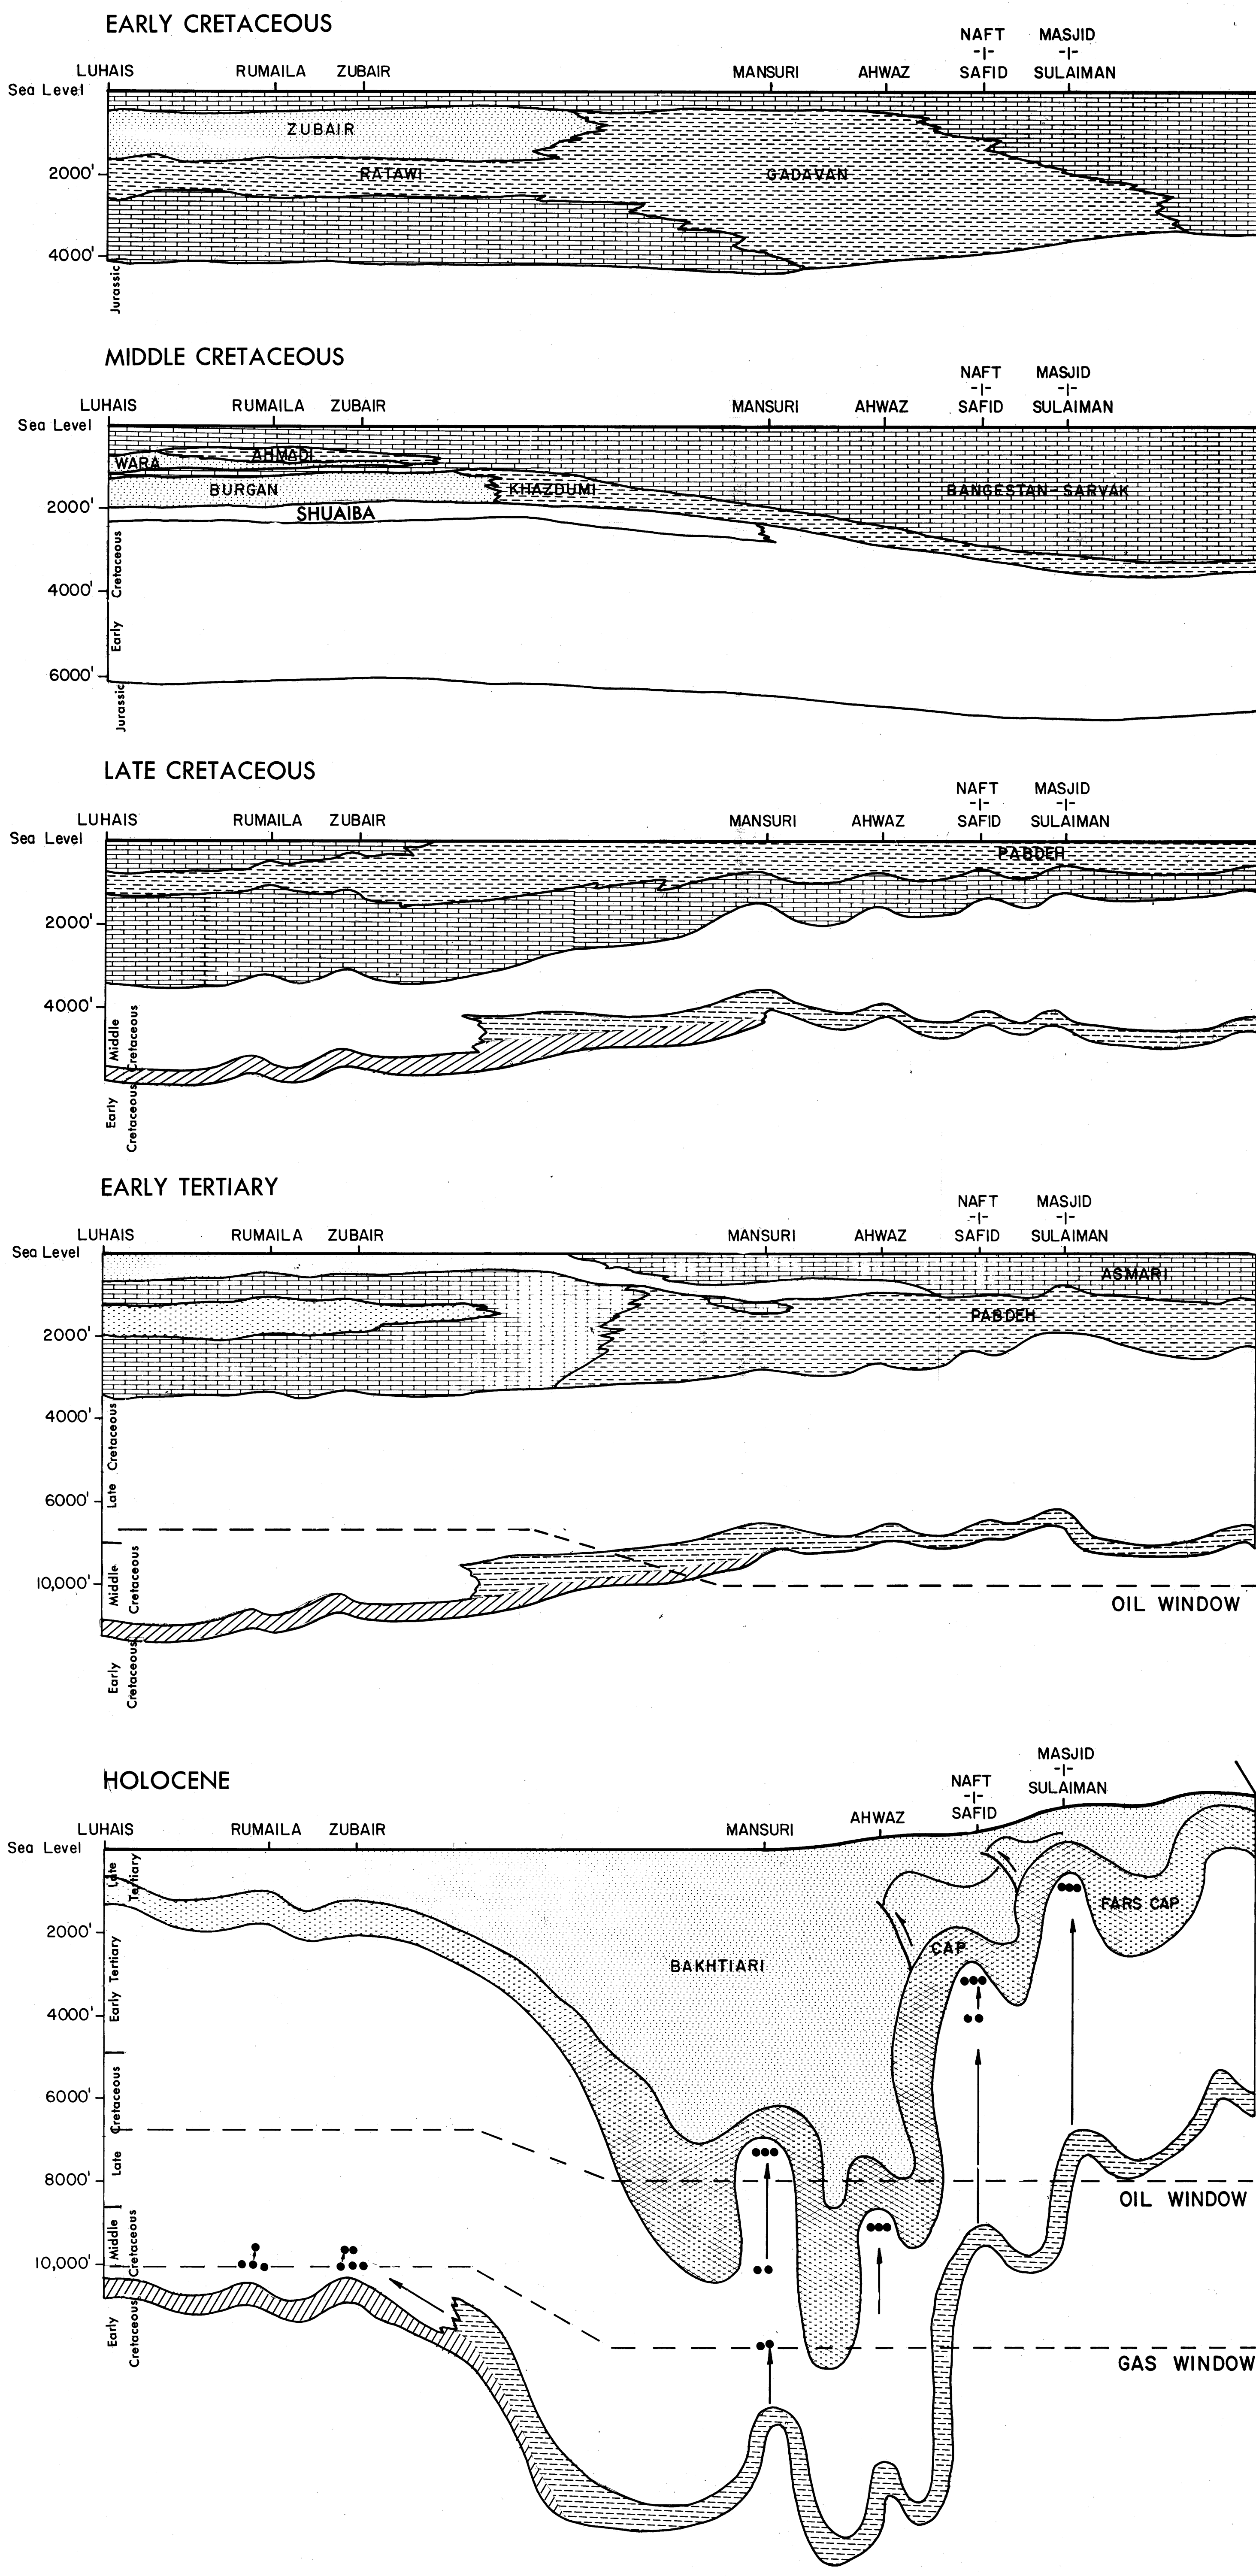 EARLY CRETACEOUS
NAFT MASJID
-I- -I-
LUHAIS RUMAILA ZUBAIR MANSURI AHWAZ SAFID SULAIMAN
Sea Level
ZUBAIR
2000' RATAWI GADAVAN
4000'
Jurassic
MIDDLE CRETACEOUS
NAFT MASJID
-I- -I-
LUHAIS RUMAILA ZUBAIR MANSURI AHWAZ SAFID SULAIMAN
Sea Level
AHMADI
WARA
BURGAN KHAZDUMI BANGESTAN-SARVAK
2000'
SHUAIBA
4000'
Early Cretaceous
6000'
Jurassic
LATE CRETACEOUS
NAFT MASJID
-I- -I-
LUHAIS RUMAILA ZUBAIR MANSURI AHWAZ SAFID SULAIMAN
Sea Level
PABDEH
2000'
4000'
Middle Cretaceous
Early Cretaceous
EARLY TERTIARY
NAFT MASJID
-I- -I-
LUHAIS RUMAILA ZUBAIR MANSURI AHWAZ SAFID SULAIMAN
Sea Level
ASMARI
PABDEH
2000'
4000'
Late Cretaceous
6000'
10,000'
Middle Cretaceous
OIL WINDOW
Early Cretaceous
HOLOCENE
MASJID
-I-
NAFT SULAIMAN
-I-
SAFID
AHWAZ
LUHAIS RUMAILA ZUBAIR MANSURI
Sea Level
Late Tertiary
FARS CAP
2000'
CAP
BAKHTIARI
Early Tertiary
4000'
6000'
Late Cretaceous
8000'
OIL WINDOW
Middle Cretaceous
10,000'
Early Cretaceous
GAS WINDOW